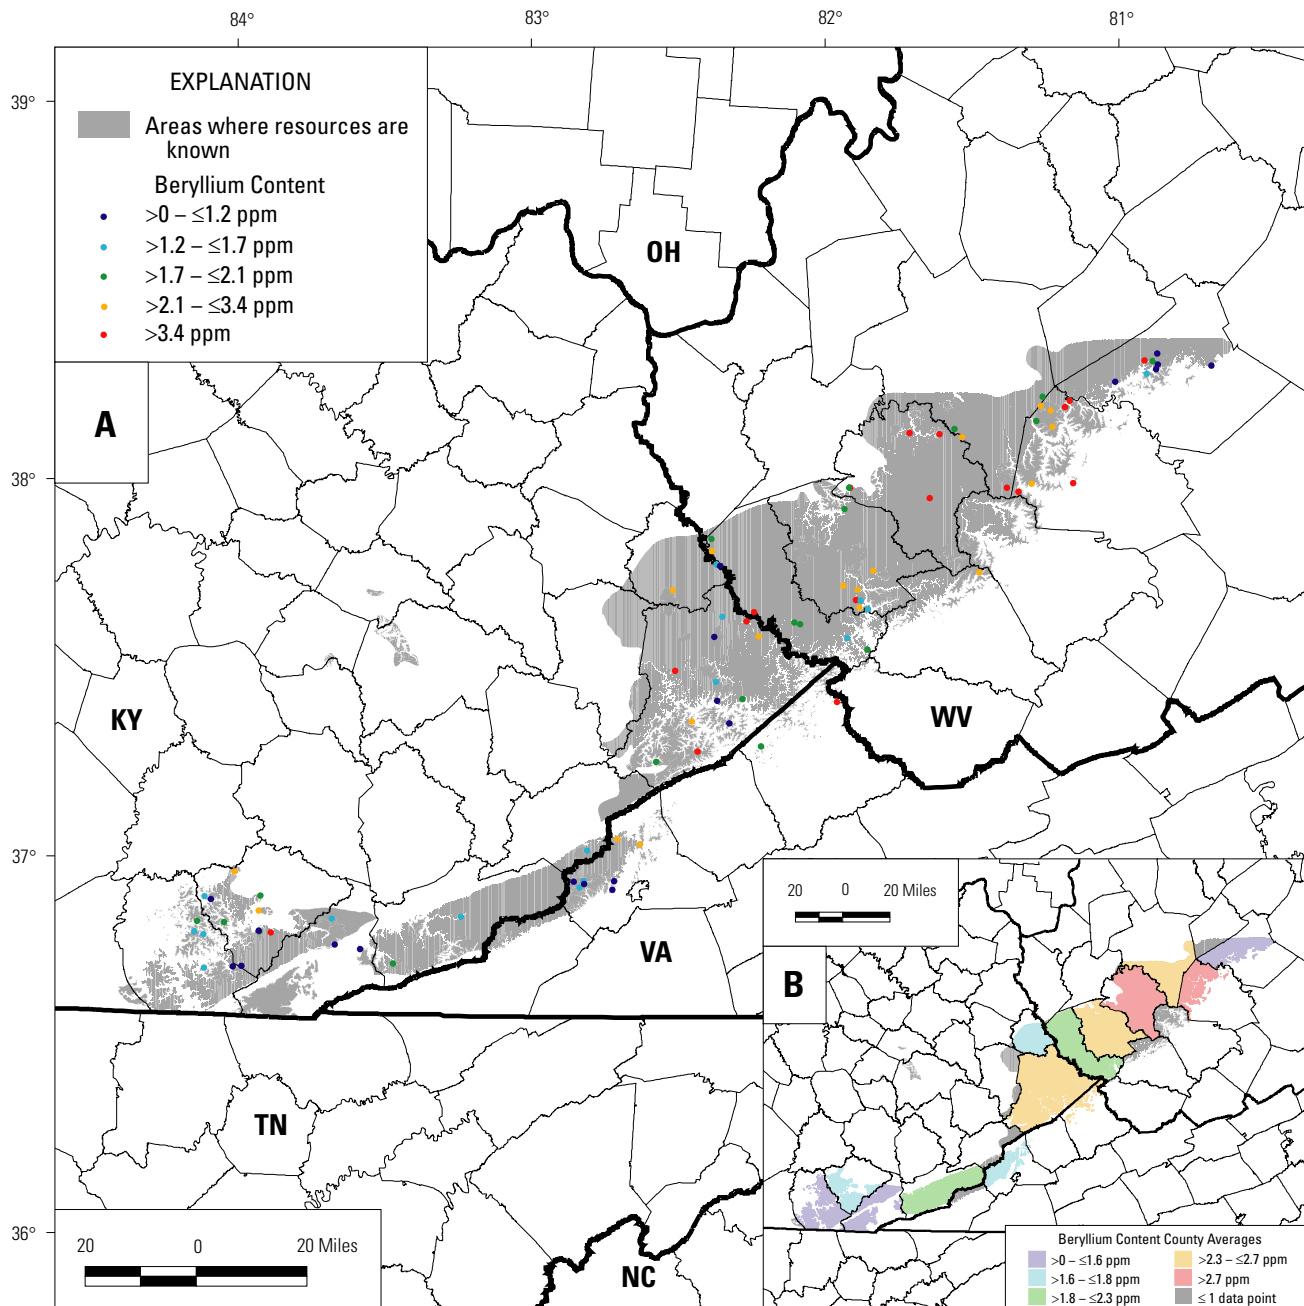 84°
83°
82°
81°
39°
38°
37°
36°
EXPLANATION
Areas where resources are
known
Beryllium Content
>0 – ≤1.2 ppm
>1.2 – ≤1.7 ppm
>1.7 – ≤2.1 ppm
>2.1 – ≤3.4 ppm
>3.4 ppm
A
OH
KY
WV
VA
TN
NC
20 0 20 Miles
20 0 20 Miles
B
Beryllium Content County Averages
>0 – ≤1.6 ppm
>1.6 – ≤1.8 ppm
>1.8 – ≤2.3 ppm
>2.3 – ≤2.7 ppm
>2.7 ppm
≤ 1 data point